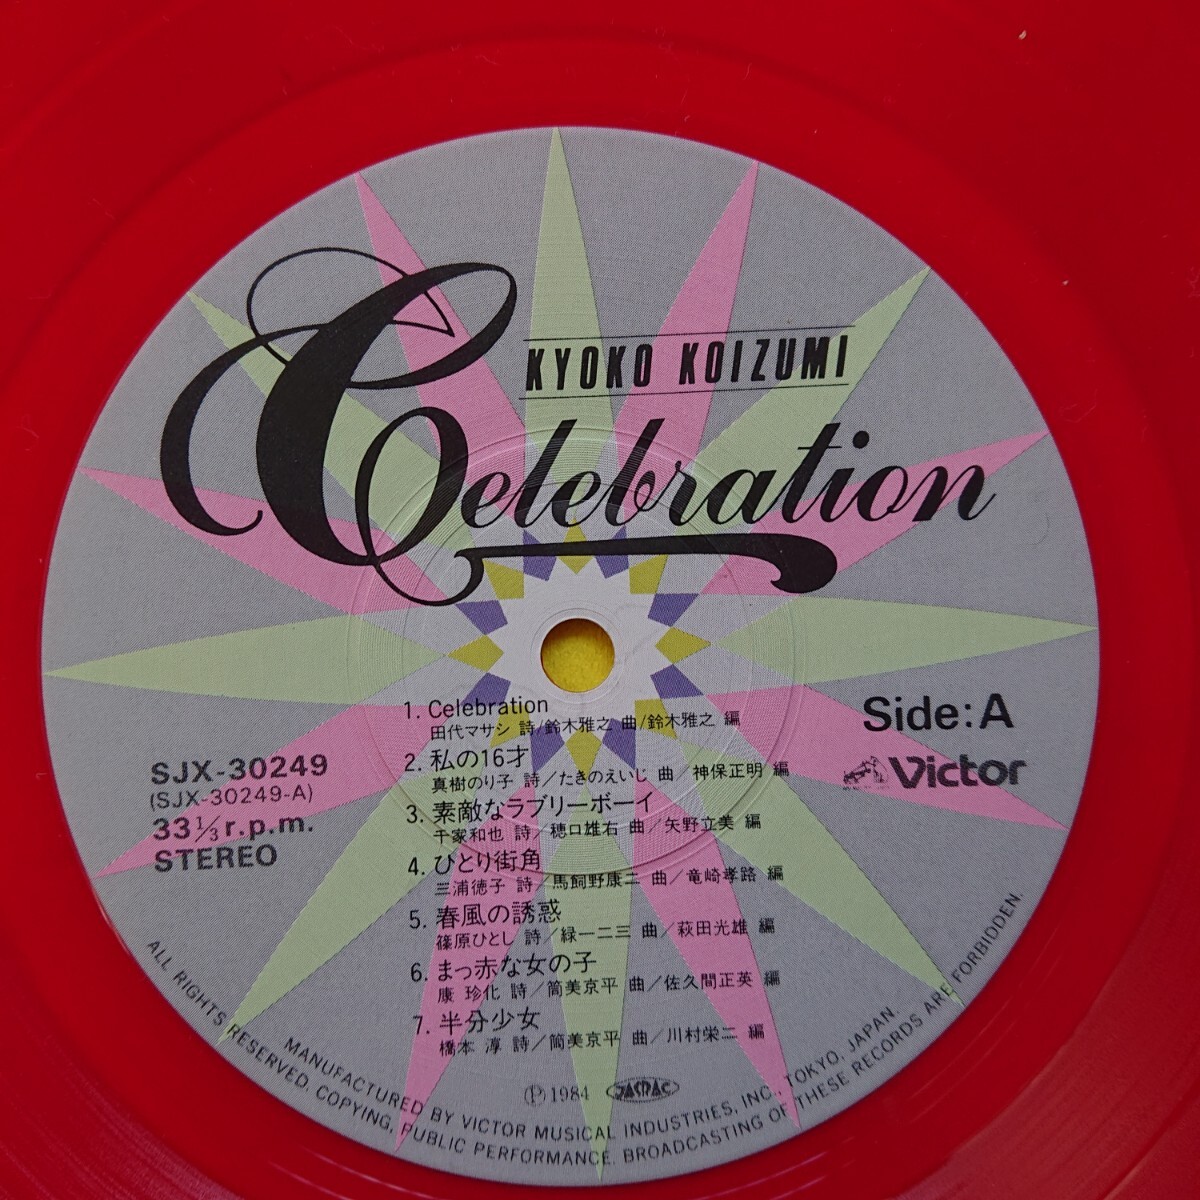 KYOKO KOIZUMI
Celebration
Side:A
Victor
SJX-30249
(SJX-30249-A)
33⅓r.p.m.
STEREO
1. Celebration
田代マサシ 詩/鈴木雅之 曲/鈴木雅之 編
2. 私の16才
真樹のり子 詩/たきのえいじ 曲/神保正明 編
3. 素敵なラブリーボーイ
千家和也 詩/穂口雄右 曲/矢野立美 編
4. ひとり街角
三浦徳子 詩/馬飼野康二 曲/竜崎孝路 編
5. 春風の誘惑
篠原ひとし 詩/緑一二三 曲/萩田光雄 編
6. まっ赤な女の子
康 珍化 詩/筒美京平 曲/佐久間正英 編
7. 半分少女
橋本 淳 詩/筒美京平 曲/川村栄二 編
Ⓟ1984 JASRAC
MANUFACTURED BY VICTOR MUSICAL INDUSTRIES, INC., TOKYO, JAPAN.
ALL RIGHTS RESERVED. COPYING, PUBLIC PERFORMANCE. BROADCASTING OF THESE RECORDS ARE FORBIDDEN.